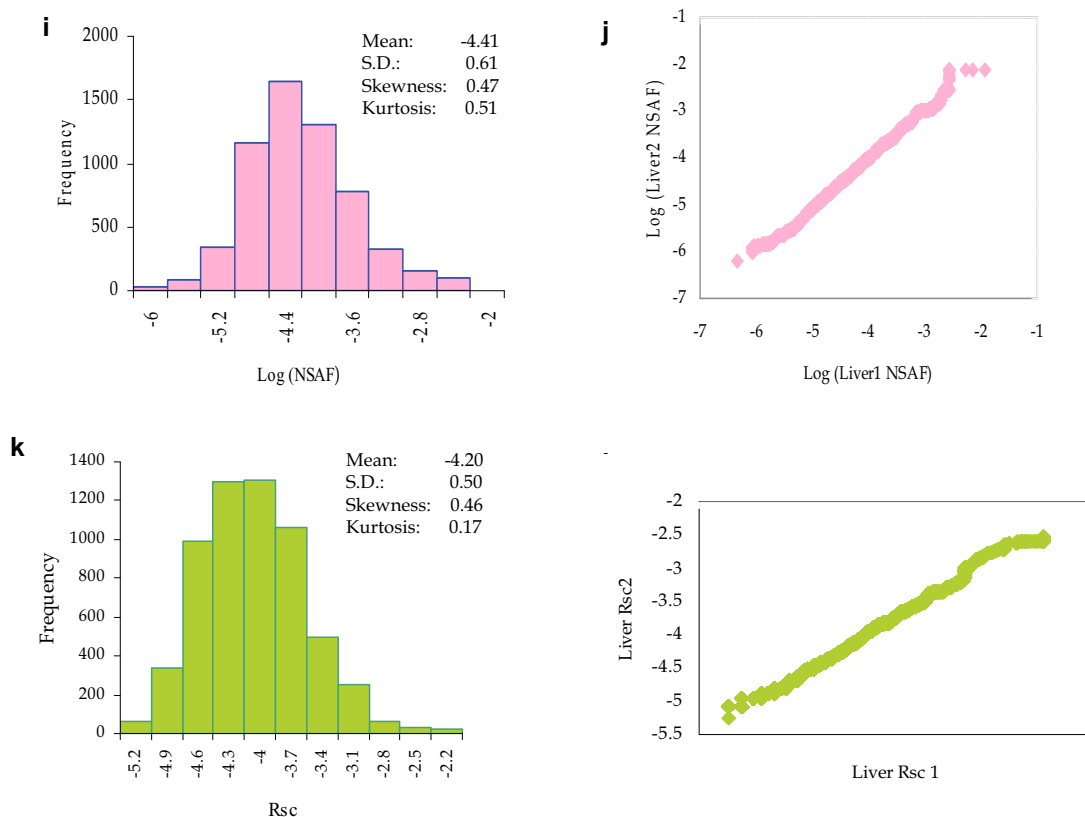 i
Mean: -4.41
S.D.: 0.61
Skewness: 0.47
Kurtosis: 0.51
Frequency
2000
1500
1000
500
0
-6
-5.2
-4.4
-3.6
-2.8
-2
Log (NSAF)
j
Log (Liver2 NSAF)
-1
-2
-3
-4
-5
-6
-7
-7 -6 -5 -4 -3 -2 -1
Log (Liver1 NSAF)
k
Mean: -4.20
S.D.: 0.50
Skewness: 0.46
Kurtosis: 0.17
Frequency
1400
1200
1000
800
600
400
200
0
-5.2
-4.9
-4.6
-4.3
-4
-3.7
-3.4
-3.1
-2.8
-2.5
-2.2
Rsc
Liver Rsc2
-2
-2.5
-3
-3.5
-4
-4.5
-5
-5.5
Liver Rsc 1